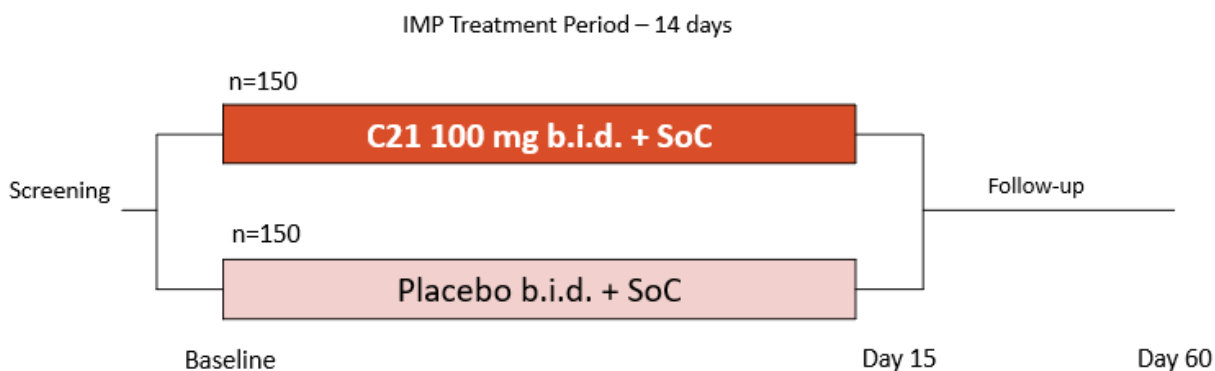 IMP Treatment Period – 14 days
n=150
C21 100 mg b.i.d. + SoC
Screening
Follow-up
n=150
Placebo b.i.d. + SoC
Baseline
Day 15
Day 60